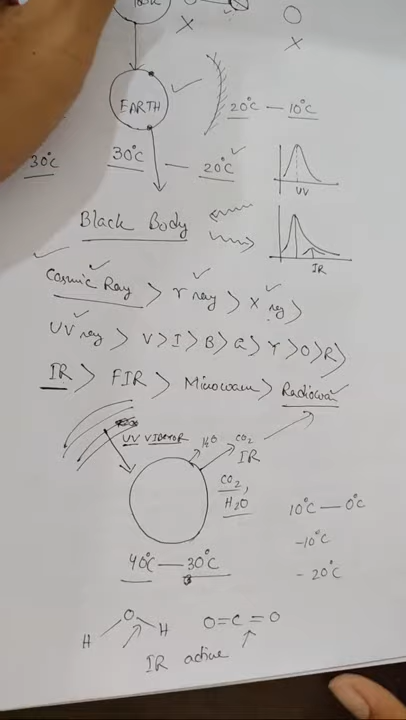 X
X
EARTH
20°C — 10°C
30°C
30°C — 20°C
UV
Black Body
IR
Cosmic Ray > γ ray > X ray >
UV ray > V > I > B > G > Y > O > R >
IR > FIR > Microwave > Radiowave
UV VIBGYOR
H₂O
CO₂
IR
CO₂,
H₂O
10°C — 0°C
-10°C
40°C — 30°C
- 20°C
O
H H
O=C=O
IR active